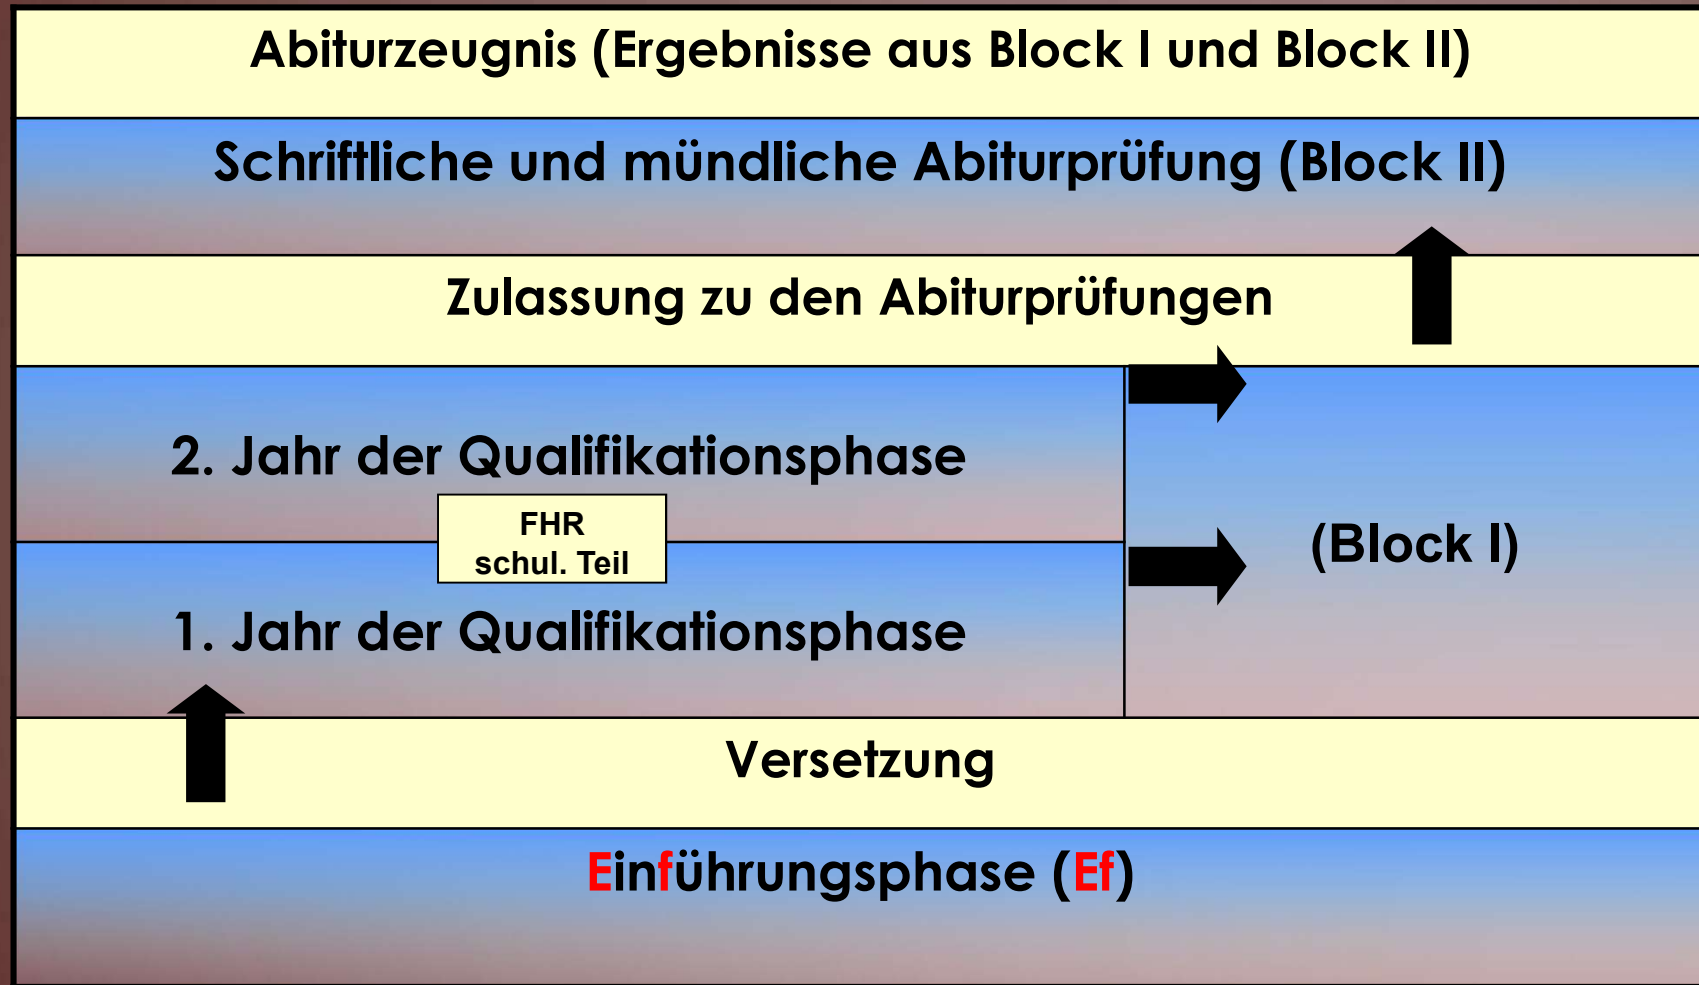 Abiturzeugnis (Ergebnisse aus Block I und Block II)
Schriftliche und mündliche Abiturprüfung (Block II)
Zulassung zu den Abiturprüfungen
2. Jahr der Qualifikationsphase
FHR
schul. Teil
(Block I)
1. Jahr der Qualifikationsphase
Versetzung
Einführungsphase (Ef)